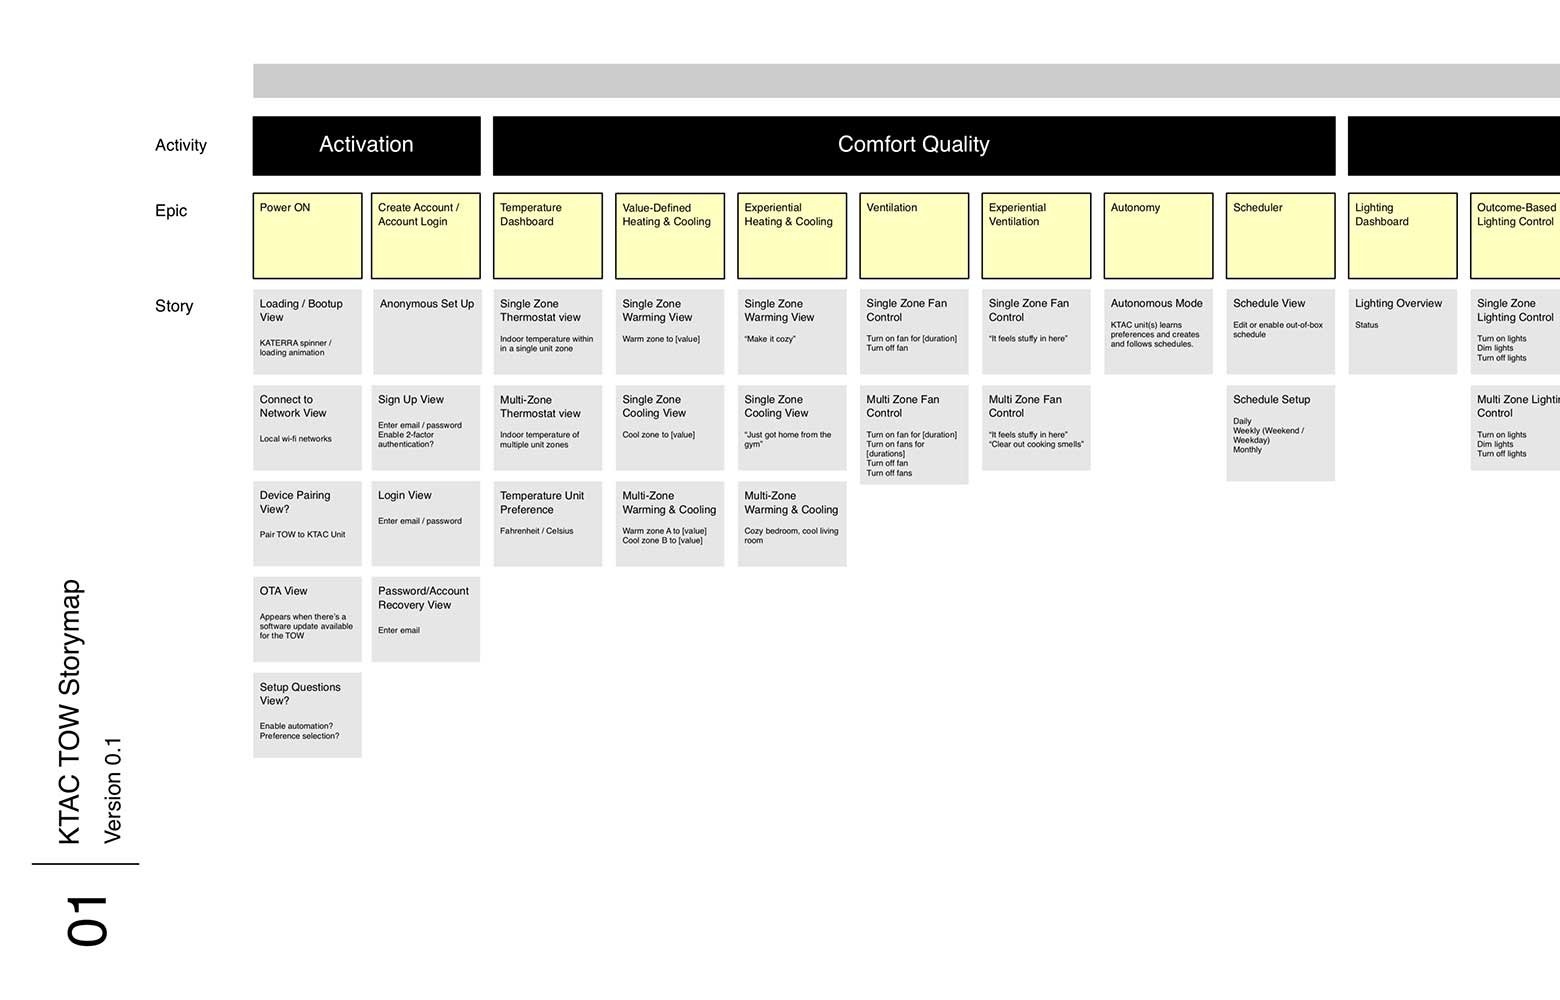 Activity
Activation
Comfort Quality
Epic
Power ON
Create Account /
Account Login
Temperature
Dashboard
Value-Defined
Heating & Cooling
Experiential
Heating & Cooling
Ventilation
Experiential
Ventilation
Autonomy
Scheduler
Lighting
Dashboard
Outcome-Based
Lighting Control
Story
Loading / Bootup
View
KATERRA spinner /
loading animation
Anonymous Set Up
Single Zone
Thermostat view
Indoor temperature within
in a single unit zone
Single Zone
Warming View
Warm zone to [value]
Single Zone
Warming View
“Make it cozy”
Single Zone Fan
Control
Turn on fan for [duration]
Turn off fan
Single Zone Fan
Control
“It feels stuffy in here”
Autonomous Mode
KTAC unit(s) learns
preferences and creates
and follows schedules.
Schedule View
Edit or enable out-of-box
schedule
Lighting Overview
Status
Single Zone
Lighting Control
Turn on lights
Dim lights
Turn off lights
Connect to
Network View
Local wi-fi networks
Sign Up View
Enter email / password
Enable 2-factor
authentication?
Multi-Zone
Thermostat view
Indoor temperature of
multiple unit zones
Single Zone
Cooling View
Cool zone to [value]
Single Zone
Cooling View
“Just got home from the
gym”
Multi Zone Fan
Control
Turn on fan for [duration]
Turn on fans for
[durations]
Turn off fan
Turn off fans
Multi Zone Fan
Control
“It feels stuffy in here”
“Clear out cooking smells”
Schedule Setup
Daily
Weekly (Weekend /
Weekday)
Monthly
Multi Zone
Control
Turn on lights
Dim lights
Turn off lights
Device Pairing
View?
Pair TOW to KTAC Unit
Login View
Enter email / password
Temperature Unit
Preference
Fahrenheit / Celsius
Multi-Zone
Warming & Cooling
Warm zone A to [value]
Cool zone B to [value]
Multi-Zone
Warming & Cooling
Cozy bedroom, cool living
room
OTA View
Appears when there's a
software update available
for the TOW
Password/Account
Recovery View
Enter email
Setup Questions
View?
Enable automation?
Preference selection?
KTAC TOW Storymap
Version 0.1
01